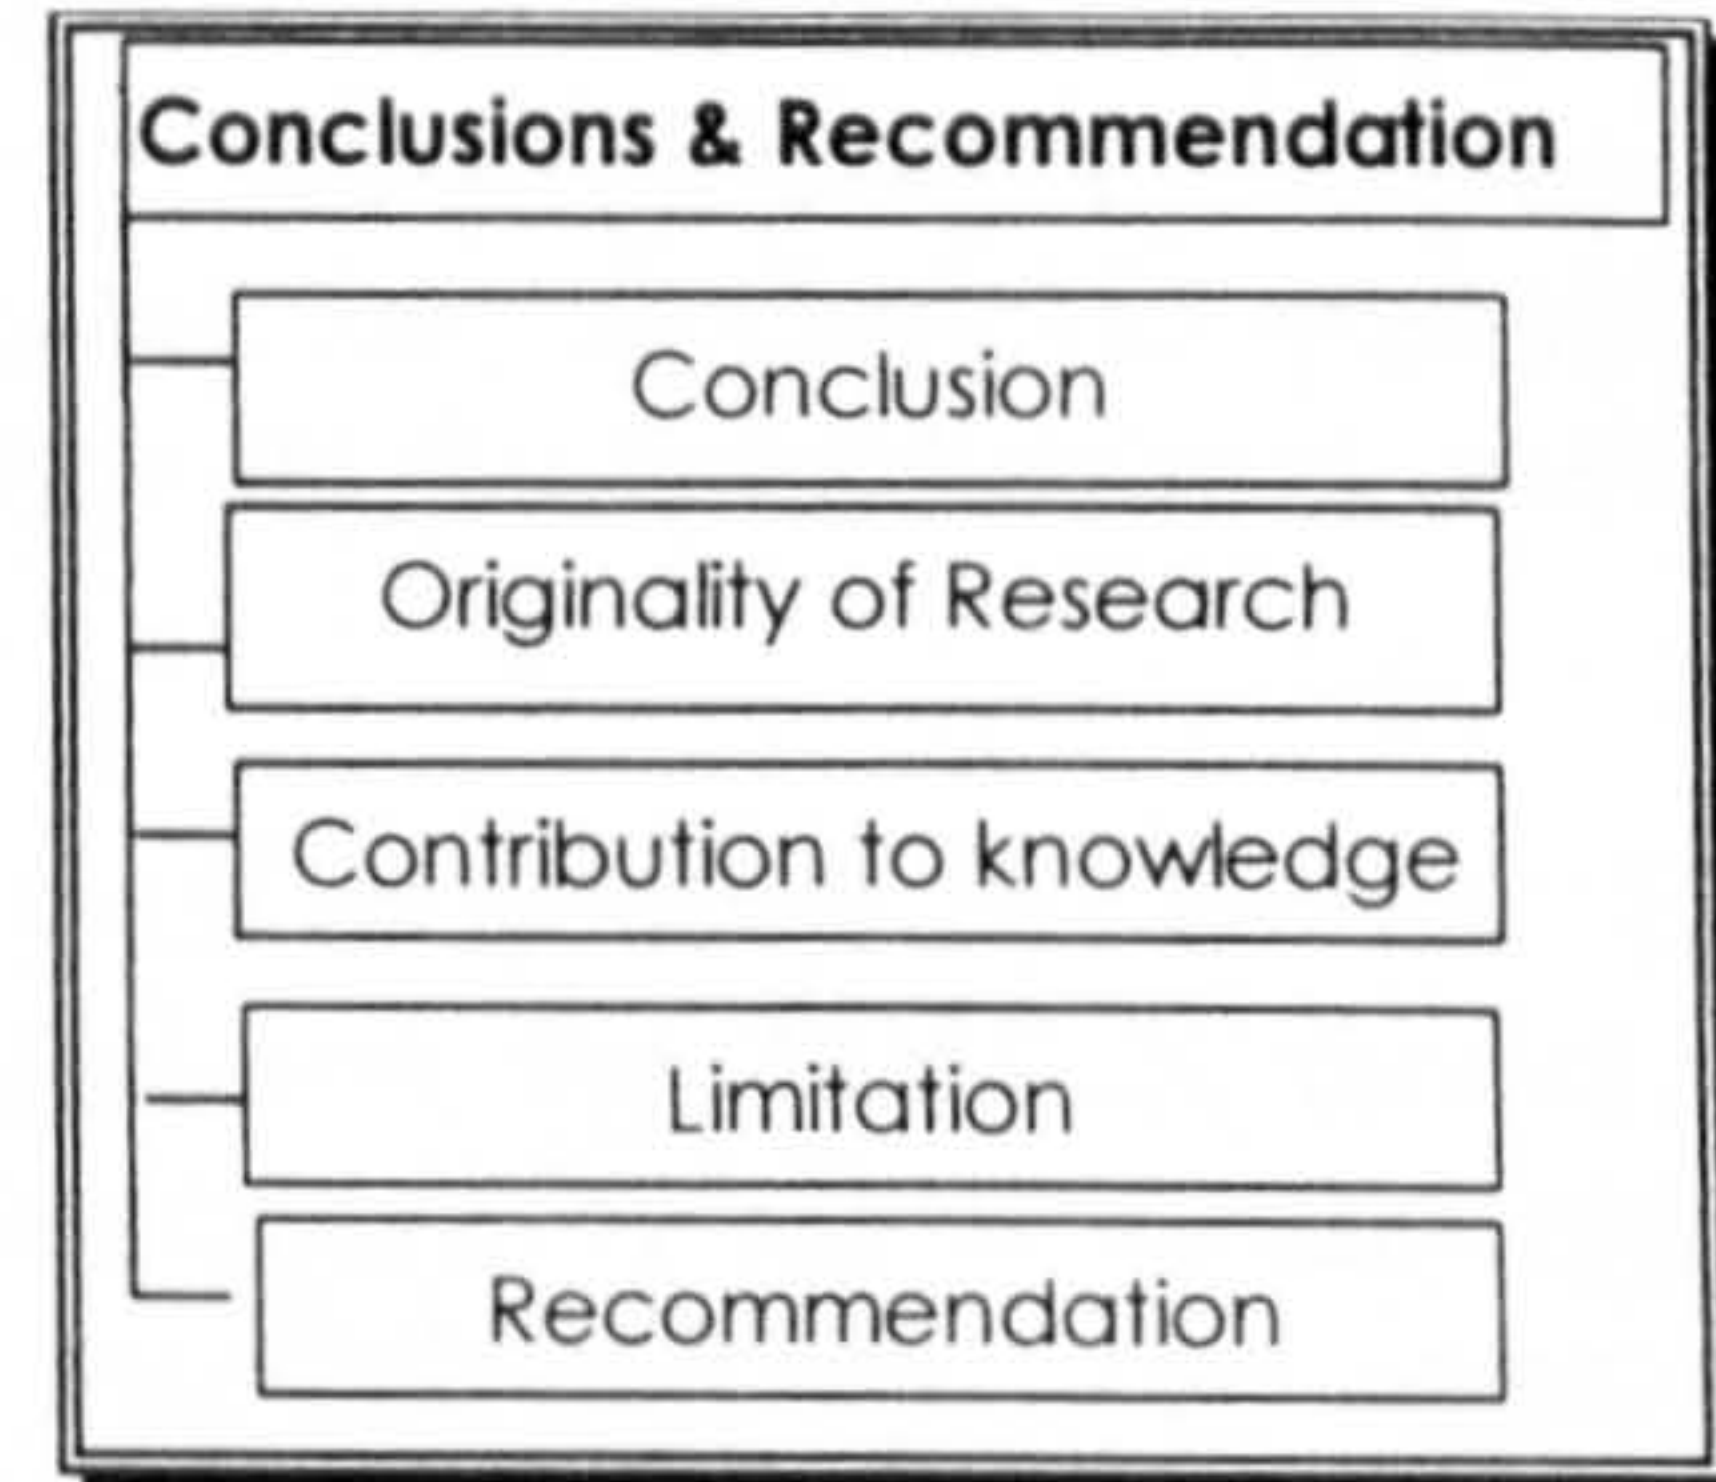 Conclusions & Recommendation
Conclusion
Originality of Research
Contribution to knowledge
Limitation
Recommendation